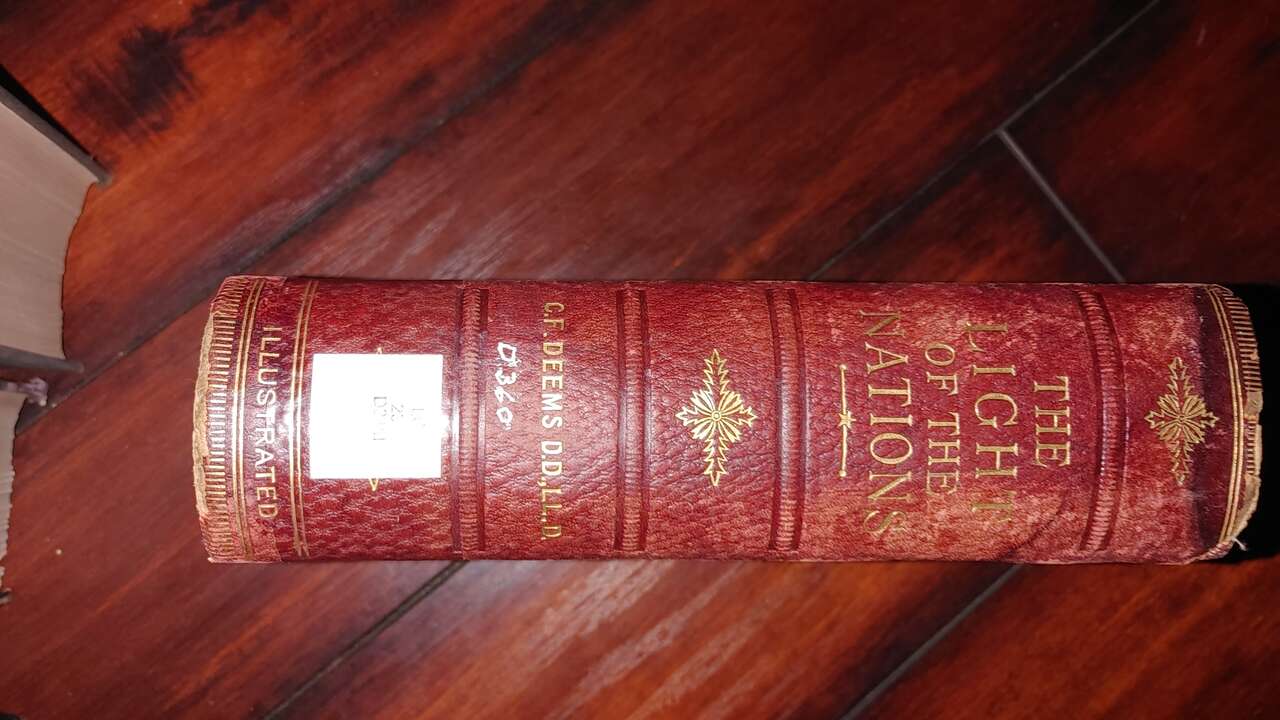 THE
LIGHT
OF THE
NATIONS
C.F. DEEMS D.D., LL.D.
D360
ILLUSTRATED